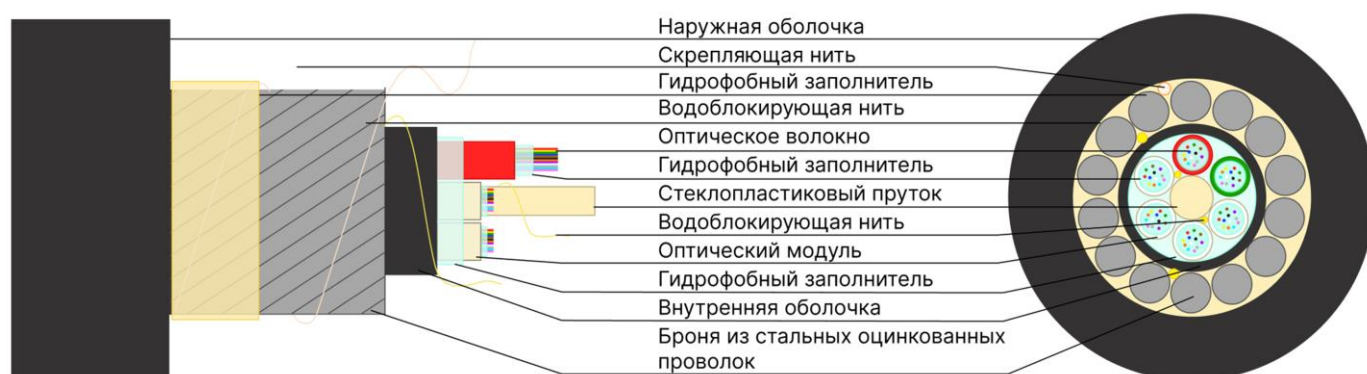 Наружная оболочка
Скрепляющая нить
Гидрофобный заполнитель
Водоблокирующая нить
Оптическое волокно
Гидрофобный заполнитель
Стеклопластиковый пруток
Водоблокирующая нить
Оптический модуль
Гидрофобный заполнитель
Внутренняя оболочка
Броня из стальных оцинкованных
проволок